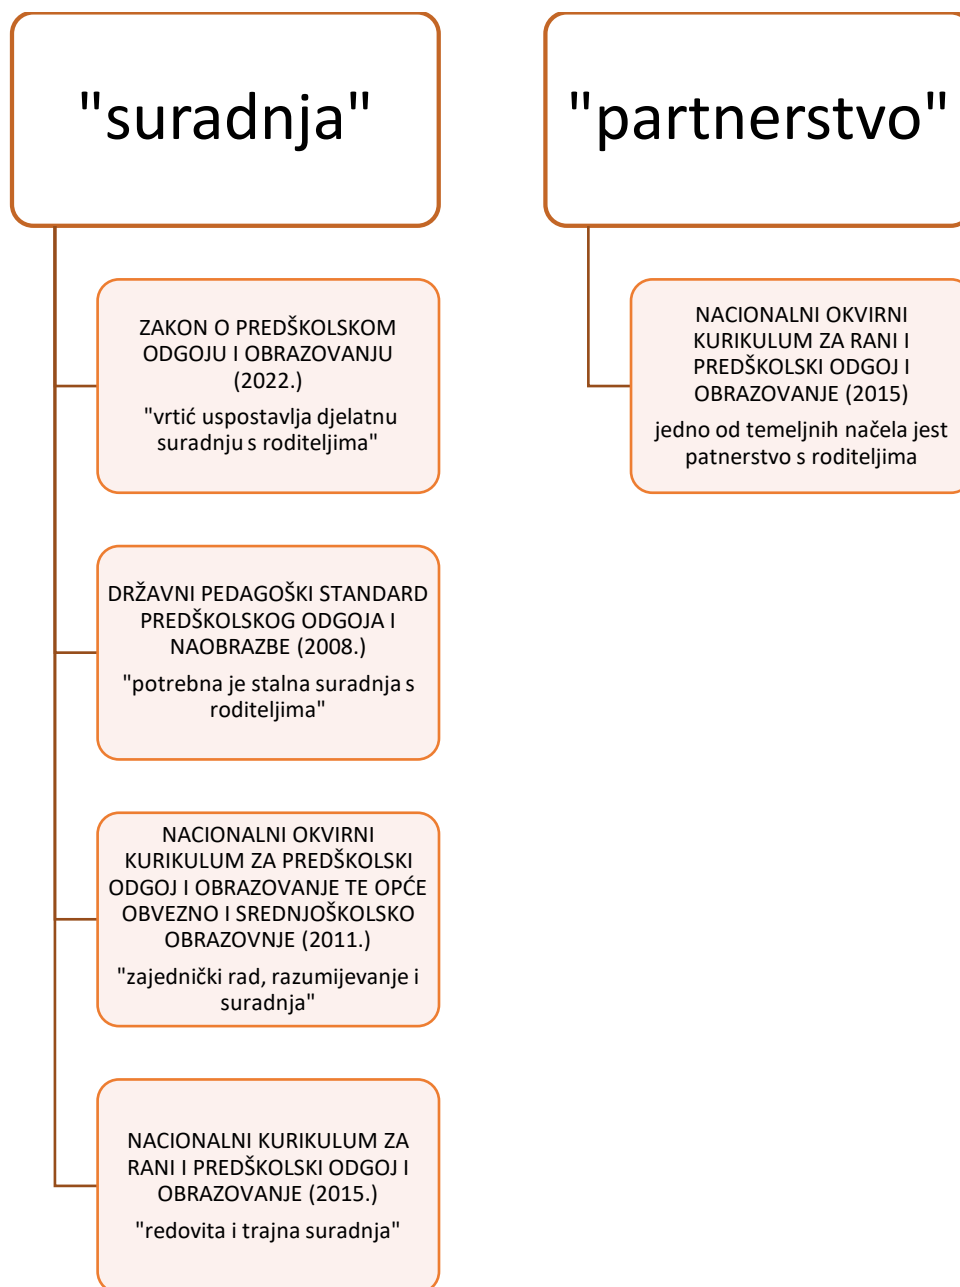 "suradnja"
ZAKON O PREDŠKOLSKOM
ODGOJU I OBRAZOVANJU
(2022.)
"vrtić uspostavlja djelatnu
suradnju s roditeljima"
DRŽAVNI PEDAGOŠKI STANDARD
PREDŠKOLSKOG ODGOJA I
NAOBRAZBE (2008.)
"potrebna je stalna suradnja s
roditeljima"
NACIONALNI OKVIRNI
KURIKULUM ZA PREDŠKOLSKI
ODGOJ I OBRAZOVANJE TE OPĆE
OBVEZNO I SREDNJOŠKOLSKO
OBRAZOVNJE (2011.)
"zajednički rad, razumijevanje i
suradnja"
NACIONALNI KURIKULUM ZA
RANI I PREDŠKOLSKI ODGOJ I
OBRAZOVANJE (2015.)
"redovita i trajna suradnja"
"partnerstvo"
NACIONALNI OKVIRNI
KURIKULUM ZA RANI I
PREDŠKOLSKI ODGOJ I
OBRAZOVANJE (2015)
jedno od temeljnih načela jest
patnerstvo s roditeljima